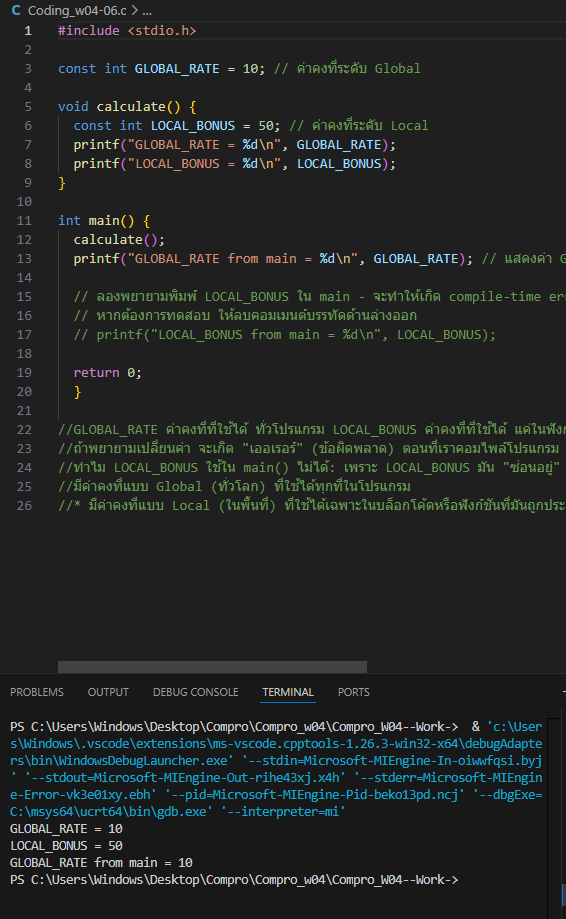 C Coding_w04-06.c > ...
1 #include <stdio.h>
2
3 const int GLOBAL_RATE = 10; // ค่าคงที่ระดับ Global
4
5 void calculate() {
6 const int LOCAL_BONUS = 50; // ค่าคงที่ระดับ Local
7 printf("GLOBAL_RATE = %d\n", GLOBAL_RATE);
8 printf("LOCAL_BONUS = %d\n", LOCAL_BONUS);
9 }
10
11 int main() {
12 calculate();
13 printf("GLOBAL_RATE from main = %d\n", GLOBAL_RATE); // แสดงค่า G
14
15 // ลองพยายามพิมพ์ LOCAL_BONUS ใน main - จะทำให้เกิด compile-time err
16 // หากต้องการทดสอบ ให้ลบคอมเมนต์บรรทัดด้านล่างออก
17 // printf("LOCAL_BONUS from main = %d\n", LOCAL_BONUS);
18
19 return 0;
20 }
21
22 //GLOBAL_RATE ค่าคงที่ที่ใช้ได้ ทั่วโปรแกรม LOCAL_BONUS ค่าคงที่ที่ใช้ได้ แค่ในฟังก
23 //ถ้าพยายามเปลี่ยนค่า จะเกิด "เออเรอร์" (ข้อผิดพลาด) ตอนที่เราคอมไพล์โปรแกรม
24 //ทำไม LOCAL_BONUS ใช้ใน main() ไม่ได้: เพราะ LOCAL_BONUS มัน "ซ่อนอยู่"
25 //มีค่าคงที่แบบ Global (ทั่วโลก) ที่ใช้ได้ทุกที่ในโปรแกรม
26 //* มีค่าคงที่แบบ Local (ในพื้นที่) ที่ใช้ได้เฉพาะในบล็อกโค้ดหรือฟังก์ชันที่มันถูกประ
PROBLEMS OUTPUT DEBUG CONSOLE TERMINAL PORTS
PS C:\Users\Windows\Desktop\Compro\Compro_w04\Compro_W04--Work-> & 'c:\User
s\Windows\.vscode\extensions\ms-vscode.cpptools-1.26.3-win32-x64\debugAdapte
rs\bin\WindowsDebugLauncher.exe' '--stdin=Microsoft-MIEngine-In-oiwwfqsi.byj
' '--stdout=Microsoft-MIEngine-Out-rihe43xj.x4h' '--stderr=Microsoft-MIEngin
e-Error-vk3e01xy.ebh' '--pid=Microsoft-MIEngine-Pid-beko13pd.ncj' '--dbgExe=
C:\msys64\ucrt64\bin\gdb.exe' '--interpreter=mi'
GLOBAL_RATE = 10
LOCAL_BONUS = 50
GLOBAL_RATE from main = 10
PS C:\Users\Windows\Desktop\Compro\Compro_w04\Compro_W04--Work->